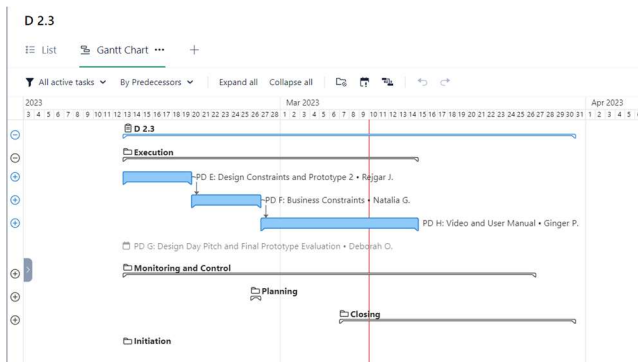 D 2.3
List Gantt Chart ••• +
All active tasks By Predecessors Expand all Collapse all
2023 Mar 2023 Apr 2023
3 4 5 6 7 8 9 10 11 12 13 14 15 16 17 18 19 20 21 22 23 24 25 26 27 28 1 2 3 4 5 6 7 8 9 10 11 12 13 14 15 16 17 18 19 20 21 22 23 24 25 26 27 28 29 30 31 1 2 3 4 5
D 2.3
Execution
PD E: Design Constraints and Prototype 2 • Rejgar J.
PD F: Business Constraints • Natalia G.
PD H: Video and User Manual • Ginger P.
PD G: Design Day Pitch and Final Prototype Evaluation • Deborah O.
Monitoring and Control
Planning
Closing
Initiation